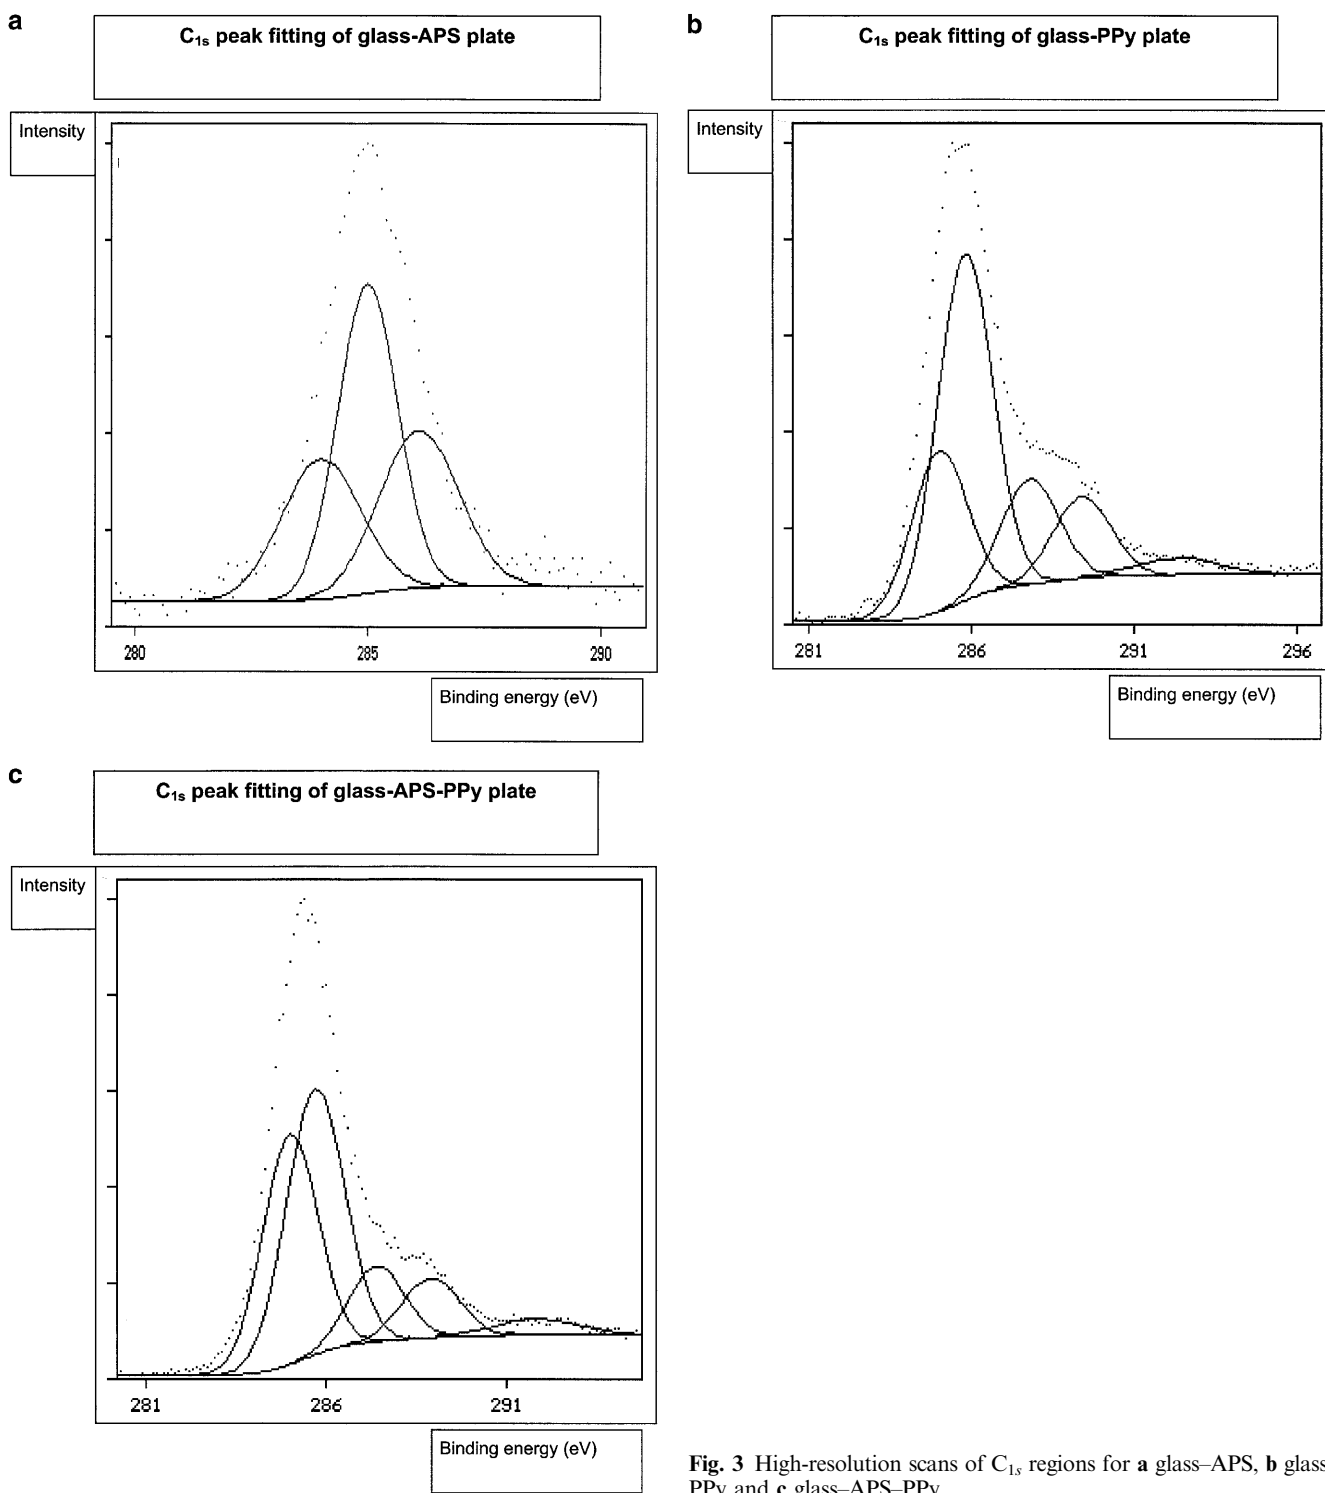 a
C1s peak fitting of glass-APS plate
Intensity
280 285 290
Binding energy (eV)
b
C1s peak fitting of glass-PPy plate
Intensity
281 286 291 296
Binding energy (eV)
c
C1s peak fitting of glass-APS-PPy plate
Intensity
281 286 291
Binding energy (eV)
Fig. 3 High-resolution scans of C1s regions for a glass–APS, b glass
PPy and c glass–APS–PPy